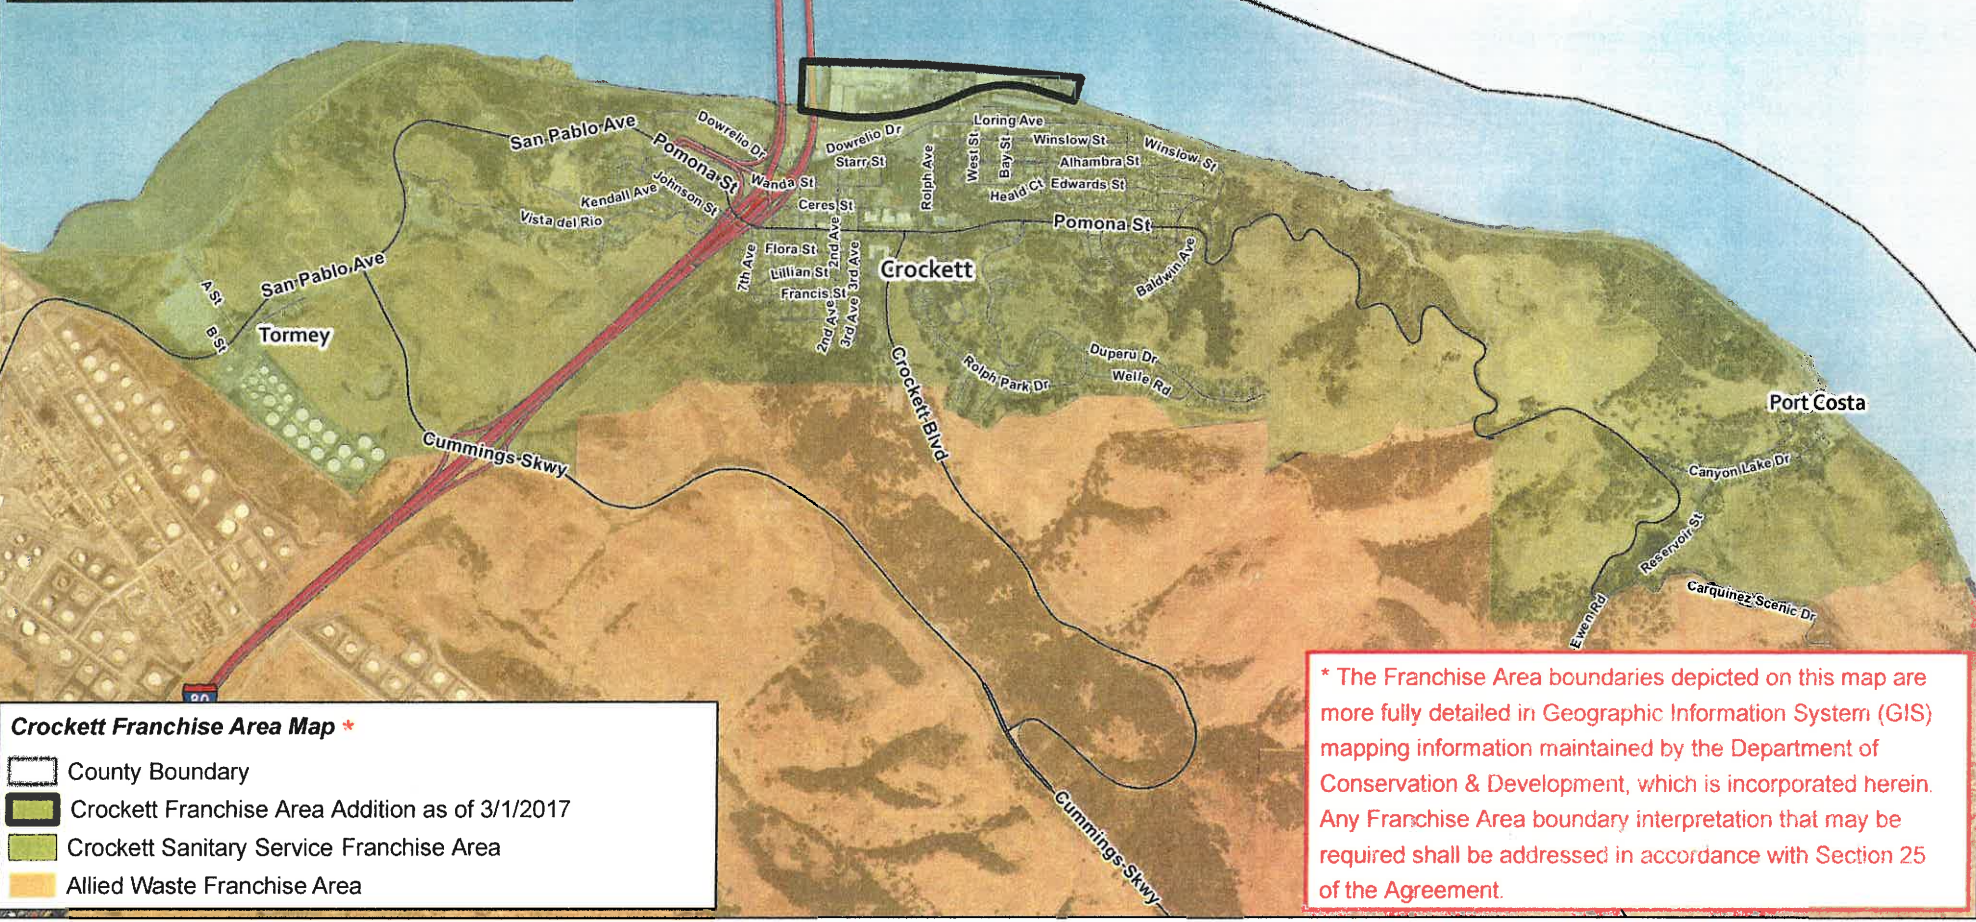 San Pablo Ave
Pomona St
Dowrelio Dr
Dowrelio Dr
Loring Ave
Starr St
Rolph Ave
West St
Bay St
Winslow St
Winslow St
Alhambra St
Heald Ct
Edwards St
Wanda St
Kendall Ave
Johnson St
Vista del Rio
Ceres St
Pomona St
Flora St
2nd Ave
3rd Ave
7th Ave
Lillian St
Francis St
2nd Ave
3rd Ave
Crockett
Baldwin Ave
San Pablo Ave
A St
B St
Tormey
Duperu Dr
Rolph Park Dr
Welle Rd
Crockett Blvd
Port Costa
Cummings Skwy
Canyon Lake Dr
Reservoir St
Carquinez Scenic Dr
Ewen Rd
80
Cummings Skwy
Crockett Franchise Area Map *
County Boundary
Crockett Franchise Area Addition as of 3/1/2017
Crockett Sanitary Service Franchise Area
Allied Waste Franchise Area
* The Franchise Area boundaries depicted on this map are
more fully detailed in Geographic Information System (GIS)
mapping information maintained by the Department of
Conservation & Development, which is incorporated herein.
Any Franchise Area boundary interpretation that may be
required shall be addressed in accordance with Section 25
of the Agreement.